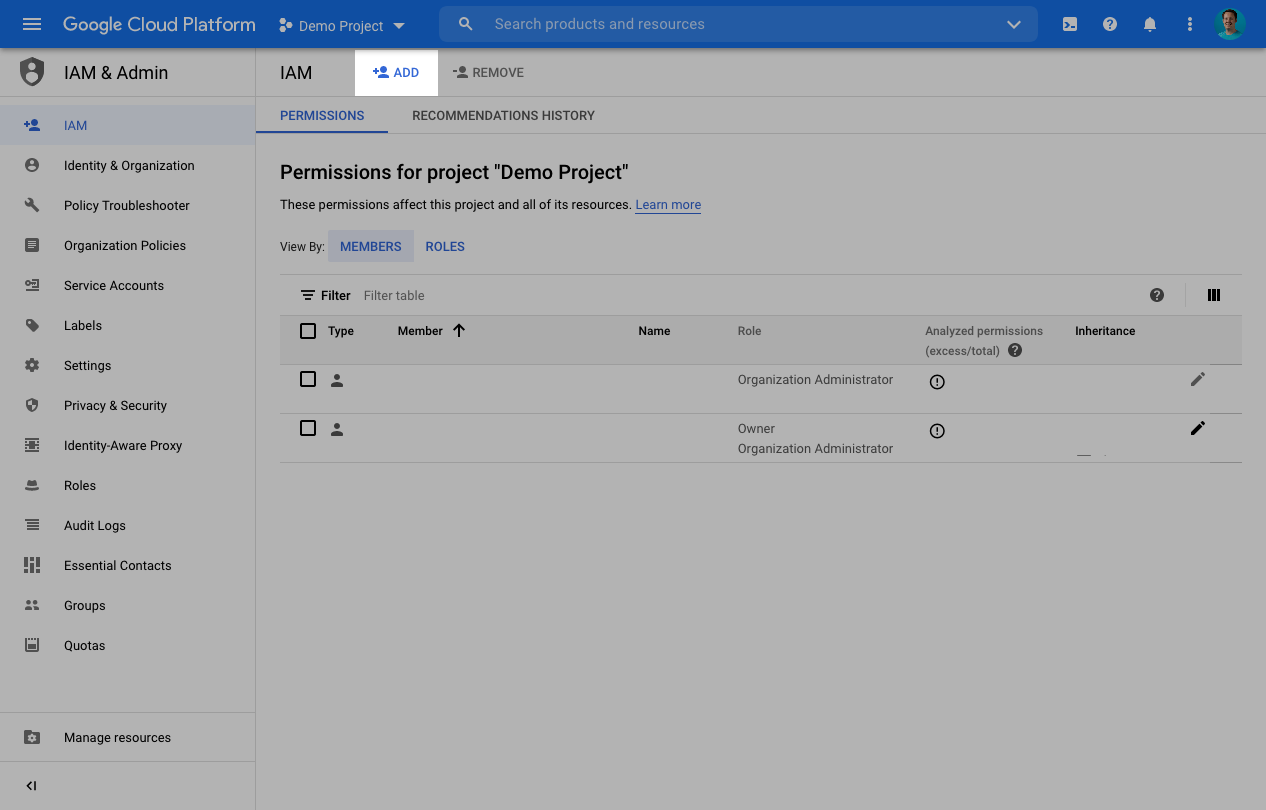 Google Cloud Platform
Demo Project
Search products and resources
IAM & Admin
IAM
ADD
REMOVE
IAM
Identity & Organization
Policy Troubleshooter
Organization Policies
Service Accounts
Labels
Settings
Privacy & Security
Identity-Aware Proxy
Roles
Audit Logs
Essential Contacts
Groups
Quotas
Manage resources
PERMISSIONS
RECOMMENDATIONS HISTORY
Permissions for project "Demo Project"
These permissions affect this project and all of its resources. Learn more
View By: MEMBERS ROLES
Filter Filter table
Type Member Name Role Analyzed permissions (excess/total) Inheritance
Organization Administrator
Owner
Organization Administrator